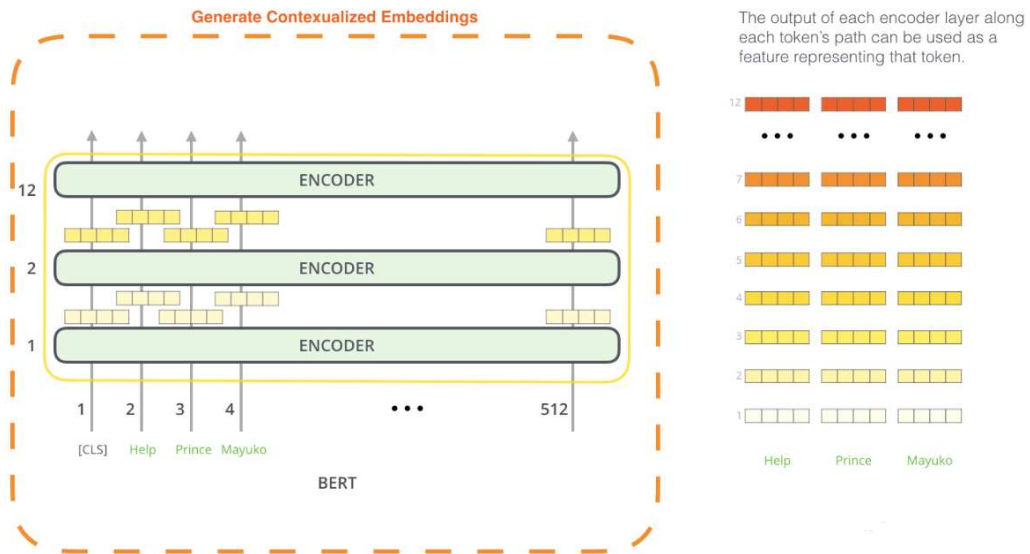 Generate Contexualized Embeddings
12
ENCODER
2
ENCODER
1
ENCODER
1 2 3 4 ••• 512
[CLS] Help Prince Mayuko
BERT
The output of each encoder layer along
each token's path can be used as a
feature representing that token.
12
•••
•••
•••
7
6
5
4
3
2
1
Help Prince Mayuko